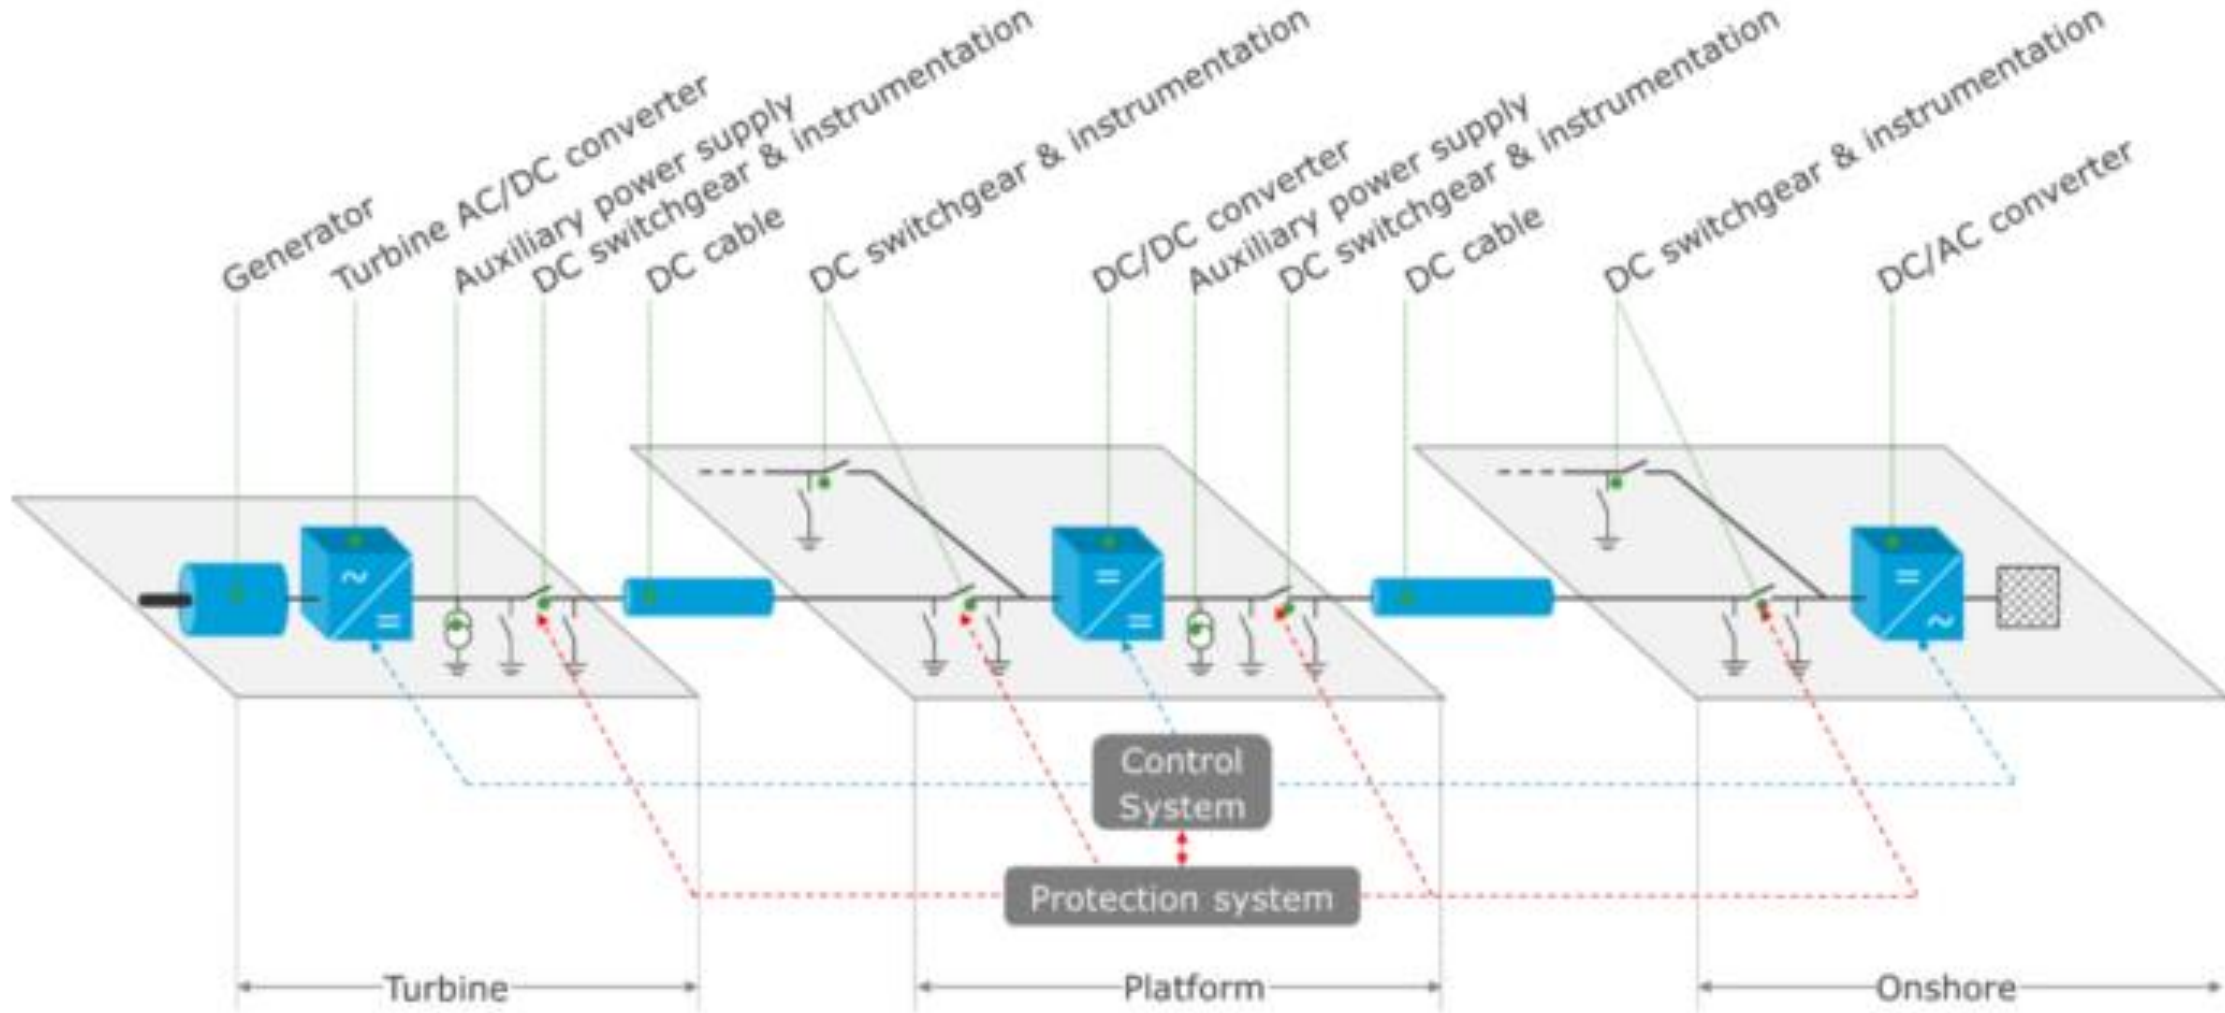 Generator
Turbine AC/DC converter
Auxiliary power supply
DC switchgear & instrumentation
DC cable
DC switchgear & instrumentation
DC/DC converter
Auxiliary power supply
DC switchgear & instrumentation
DC cable
DC switchgear & instrumentation
DC/AC converter
Control
System
Protection system
Turbine
Platform
Onshore